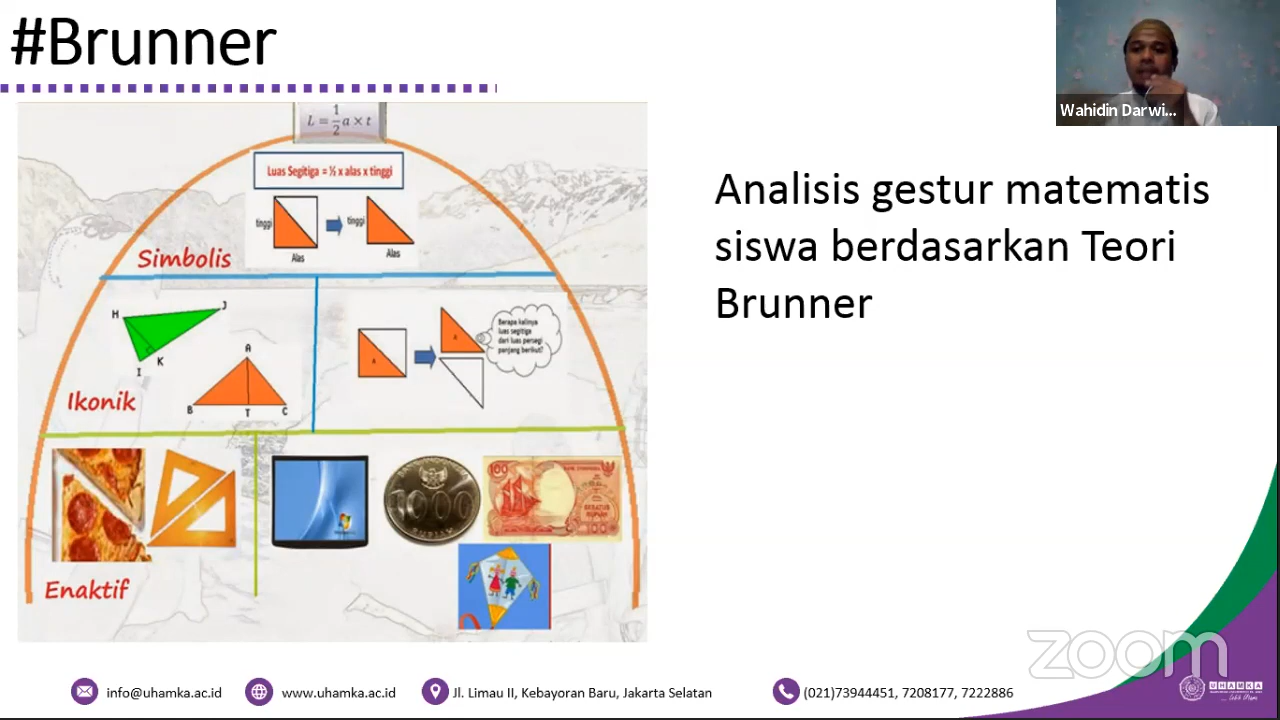 #Brunner
Wahidin Darwi...
L = 1/2 a × t
Luas Segitiga = ½ x alas x tinggi
tinggi
tinggi
Alas
Alas
Simbolis
Analisis gestur matematis
siswa berdasarkan Teori
Brunner
H
J
I
K
A
B
T
C
Ikonik
A
A
Berapa kalinya
luas segitiga
dari luas persegi
panjang berikut?
1000
100
100
Enaktif
zoom
info@uhamka.ac.id
www.uhamka.ac.id
Jl. Limau II, Kebayoran Baru, Jakarta Selatan
(021)73944451, 7208177, 7222886
UHAMKA